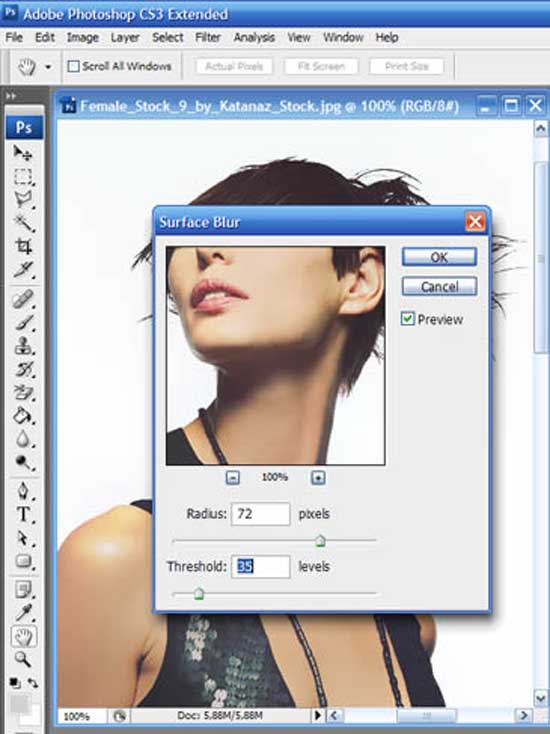 Ps Adobe Photoshop CS3 Extended
File Edit Image Layer Select Filter Analysis View Window Help
Scroll All Windows Actual Pixels Fit Screen Print Size
Ps Female_Stock_9_by_Katanaz_Stock.jpg @ 100% (RGB/8#)
Ps
Surface Blur
OK
Cancel
Preview
100%
Radius: 72 pixels
Threshold: 35 levels
T
100% Doc: 5,88M/5,88M